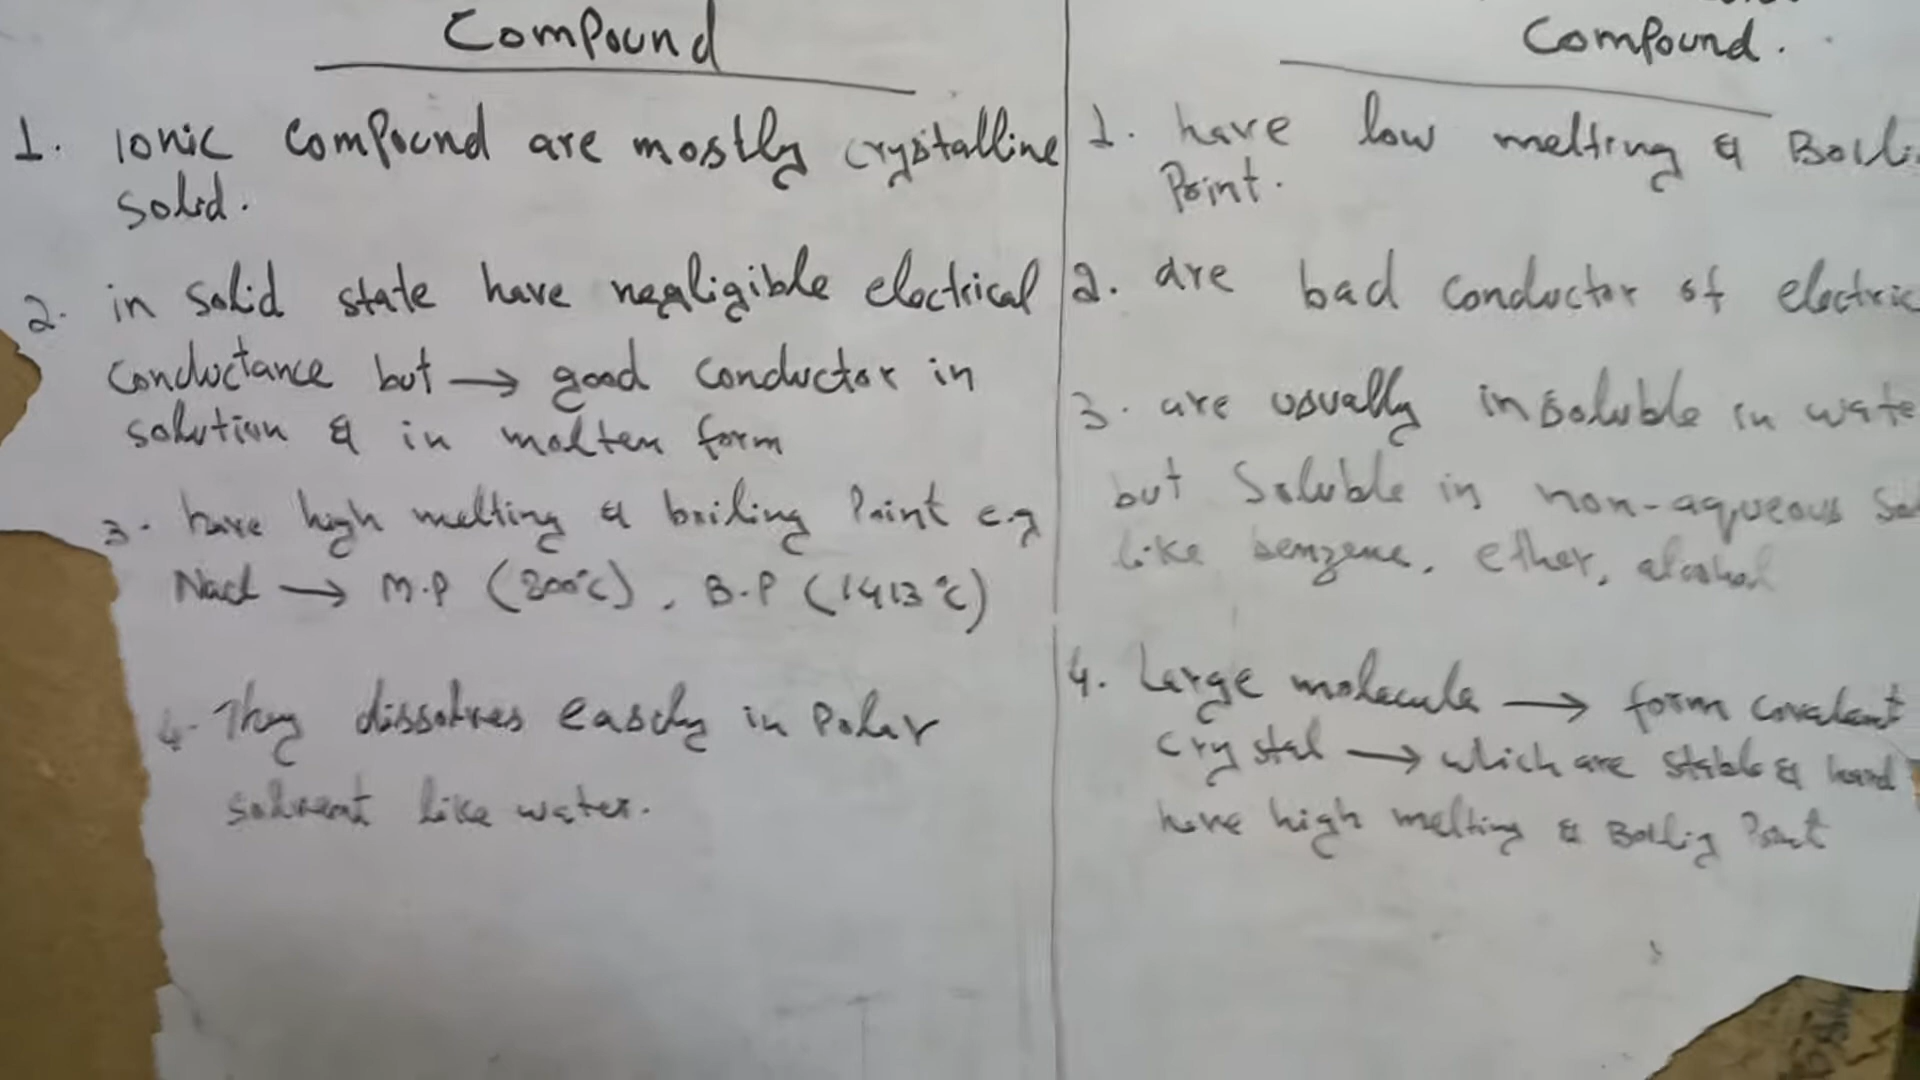 Compound
1. ionic compound are mostly crystalline
solid.
2. in solid state have negligible electrical
conductance but → good conductor in
solution & in molten form
3. have high melting & boiling Point e.g
Nacl → M.P (800°C), B.P (1413°C)
4. They dissolves easily in Polar
solvent like water.
Compound.
1. have low melting & Boili
Point.
2. are bad conductor of electric
3. are usually insoluble in wate
but Soluble in non-aqueous Sol
like benzene, ether, alcohol
4. Large molecule → form covalent
crystal → which are stable & hard
have high melting & Boilig Point